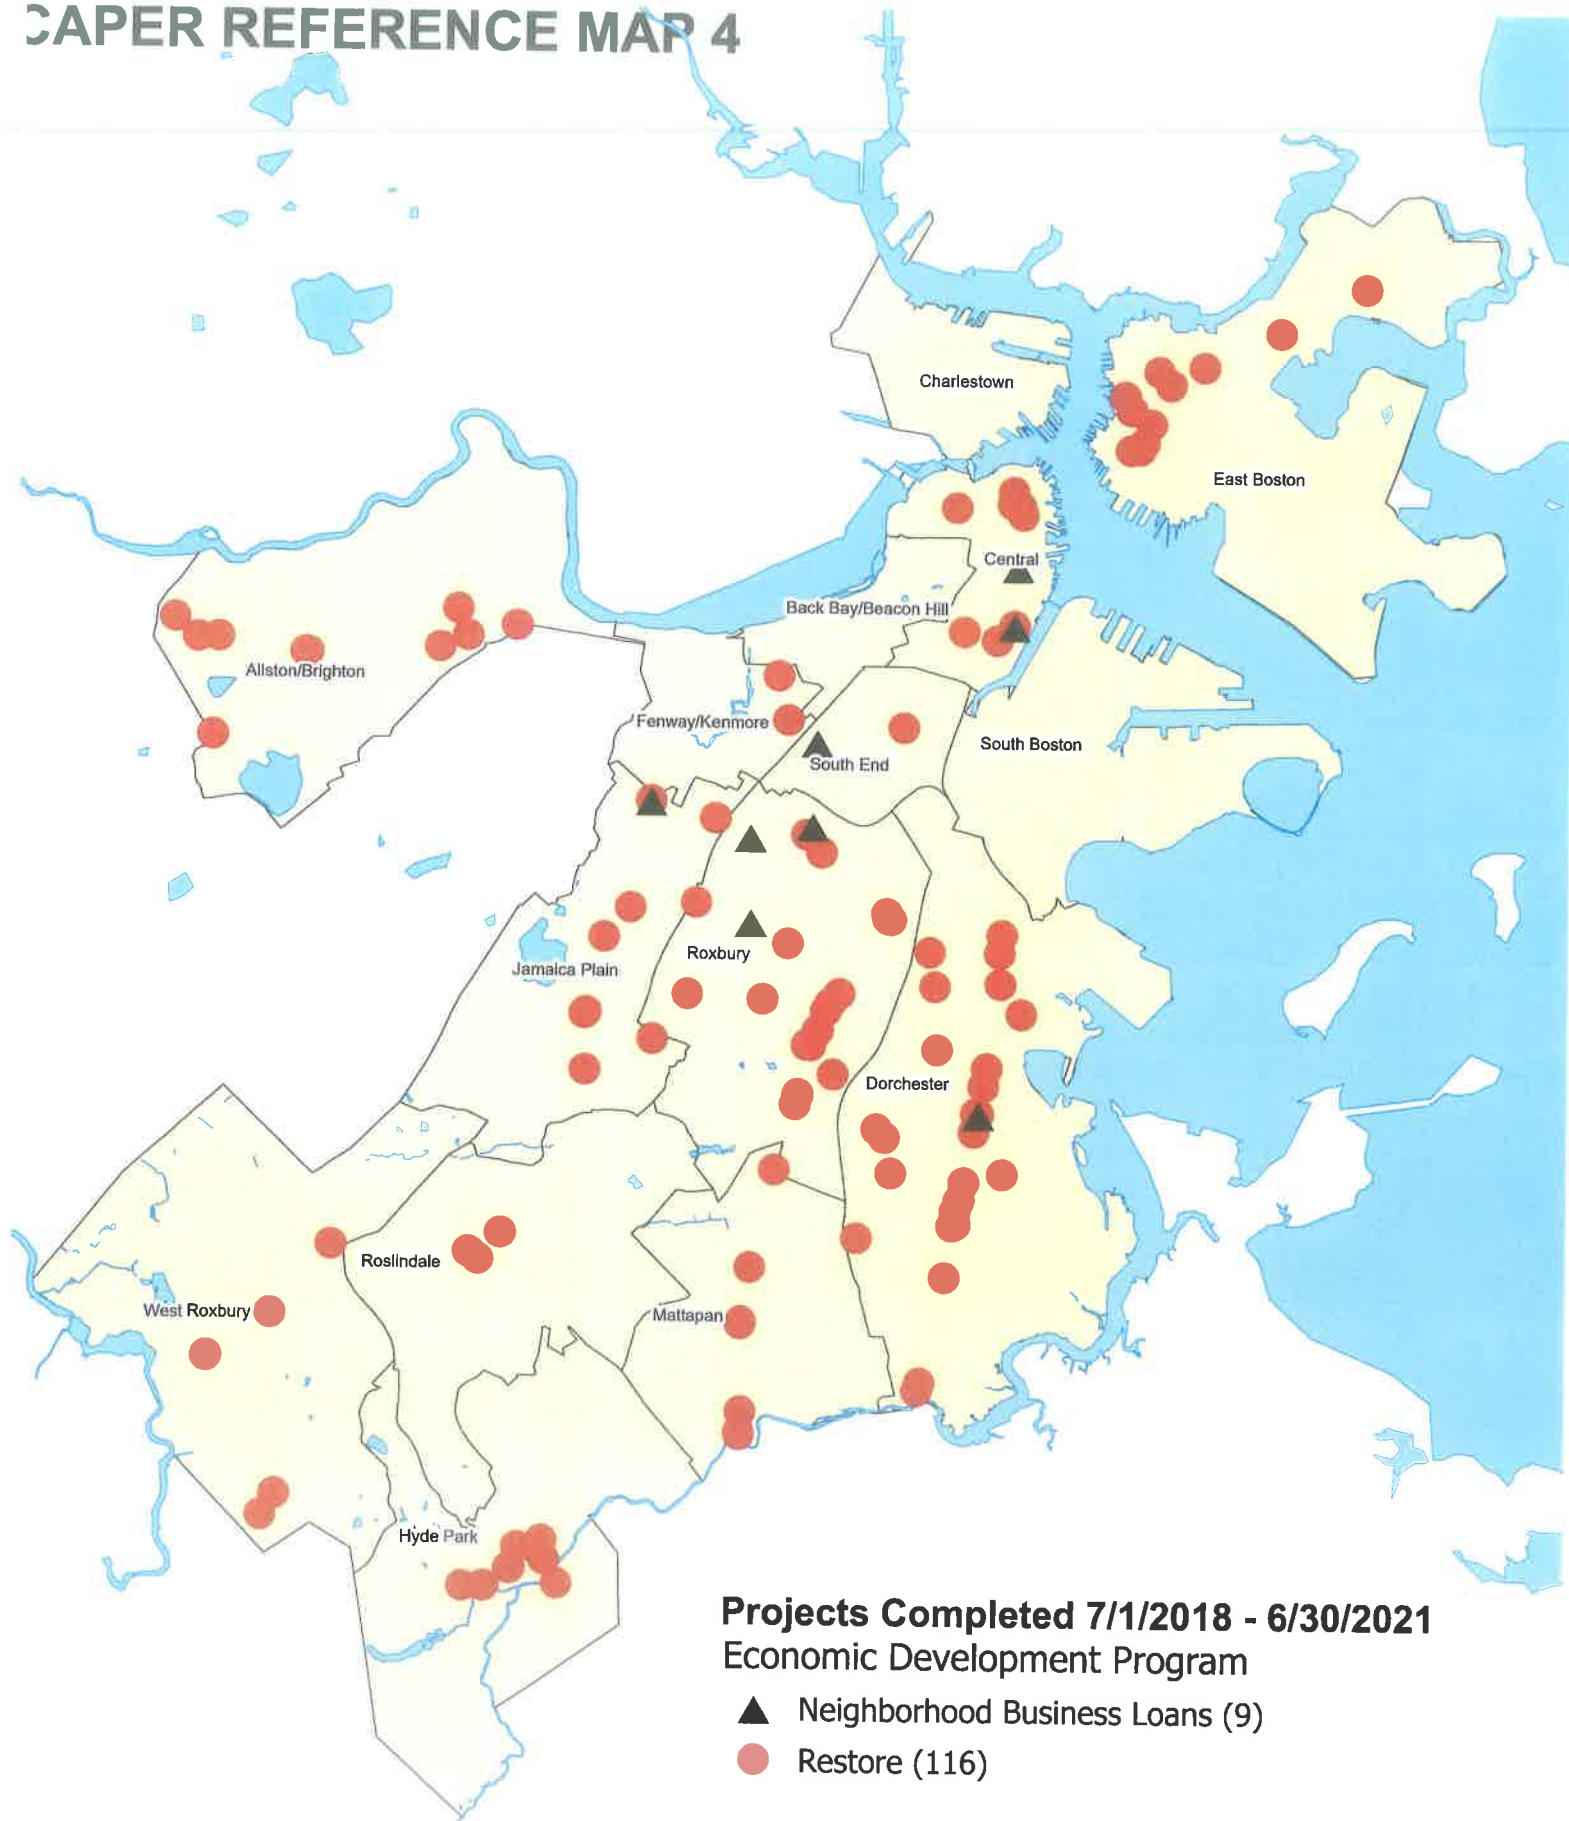 CAPER REFERENCE MAP 4
Charlestown
East Boston
Central
Back Bay/Beacon Hill
Allston/Brighton
Fenway/Kenmore
South Boston
South End
Roxbury
Jamaica Plain
Dorchester
Roslindale
West Roxbury
Mattapan
Hyde Park
Projects Completed 7/1/2018 - 6/30/2021
Economic Development Program
Neighborhood Business Loans (9)
Restore (116)